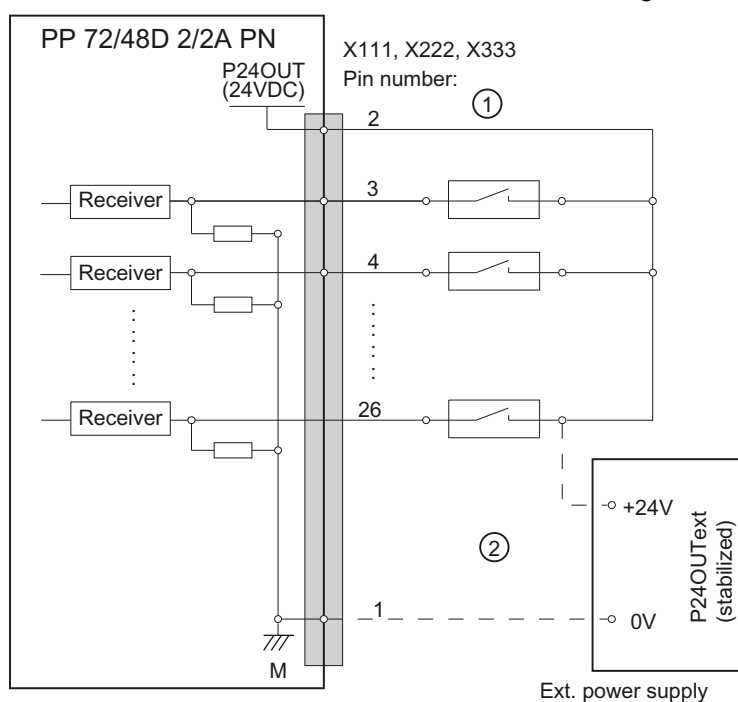 PP 72/48D 2/2A PN
P24OUT
(24VDC)
X111, X222, X333
Pin number:
1
2
Receiver
3
Receiver
4
Receiver
26
+24V
P24OUText
(stabilized)
2
1
0V
M
Ext. power supply